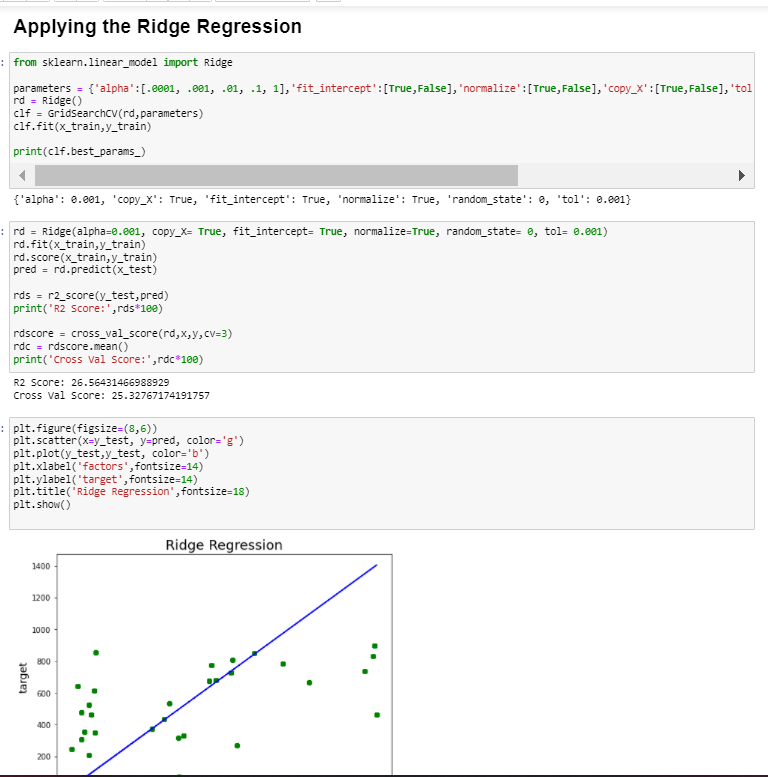 Applying the Ridge Regression
from sklearn.linear_model import Ridge
parameters = {'alpha':[.0001, .001, .01, .1, 1],'fit_intercept':[True,False],'normalize':[True,False],'copy_X':[True,False],'tol
rd = Ridge()
clf = GridSearchCV(rd,parameters)
clf.fit(x_train,y_train)
print(clf.best_params_)
{'alpha': 0.001, 'copy_X': True, 'fit_intercept': True, 'normalize': True, 'random_state': 0, 'tol': 0.001}
rd = Ridge(alpha=0.001, copy_X= True, fit_intercept= True, normalize=True, random_state= 0, tol= 0.001)
rd.fit(x_train,y_train)
rd.score(x_train,y_train)
pred = rd.predict(x_test)
rds = r2_score(y_test,pred)
print('R2 Score:',rds*100)
rdscore = cross_val_score(rd,x,y,cv=3)
rdc = rdscore.mean()
print('Cross Val Score:',rdc*100)
R2 Score: 26.56431466988929
Cross Val Score: 25.32767174191757
plt.figure(figsize=(8,6))
plt.scatter(x=y_test, y=pred, color='g')
plt.plot(y_test,y_test, color='b')
plt.xlabel('factors',fontsize=14)
plt.ylabel('target',fontsize=14)
plt.title('Ridge Regression',fontsize=18)
plt.show()
Ridge Regression
1400
1200
1000
800
target
600
400
200